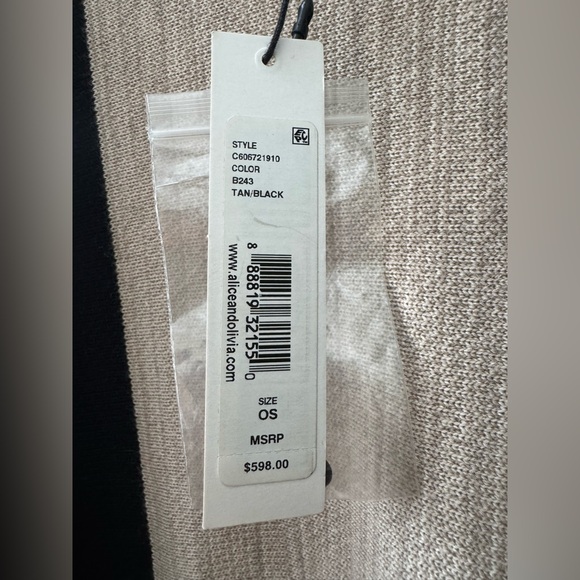 STYLE
C606721910
COLOR
B243
TAN/BLACK
8 88819 32155 0
www.aliceandolivia.com
SIZE
OS
MSRP
$598.00